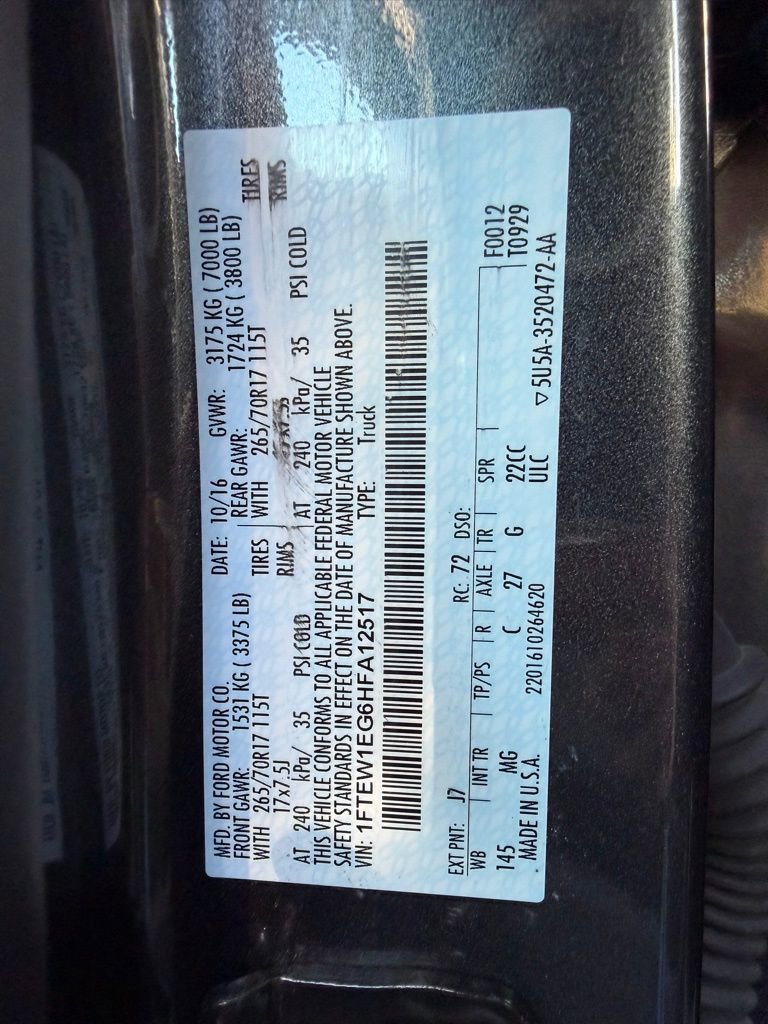 MFD. BY FORD MOTOR CO.
DATE: 10/16 GVWR: 3175 KG ( 7000 LB)
FRONT GAWR: 1531 KG ( 3375 LB) REAR GAWR: 1724 KG ( 3800 LB)
WITH 265/70R17 115T TIRES WITH 265/70R17 115T TIRES
17x7.5J RIMS RIMS
AT 240 kPa/ 35 PSI COLD AT 240 kPa/ 35 PSI COLD
THIS VEHICLE CONFORMS TO ALL APPLICABLE FEDERAL MOTOR VEHICLE
SAFETY STANDARDS IN EFFECT ON THE DATE OF MANUFACTURE SHOWN ABOVE.
VIN: 1FTEW1EG6HFA12517 TYPE: Truck
EXT PNT: J7 RC: 72 DSO: F0012
WB INT TR TP/PS R AXLE TR SPR T0929
145 MG C 27 G 22CC
MADE IN U.S.A. 2201610264620 ULC ▽5U5A-3520472-AA